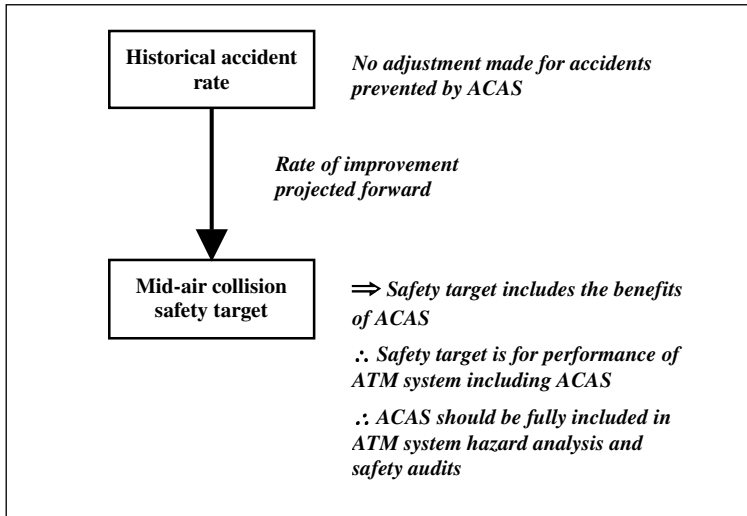 Historical accident
rate
No adjustment made for accidents
prevented by ACAS
Rate of improvement
projected forward
Mid-air collision
safety target
⇒ Safety target includes the benefits
of ACAS
∴ Safety target is for performance of
ATM system including ACAS
∴ ACAS should be fully included in
ATM system hazard analysis and
safety audits